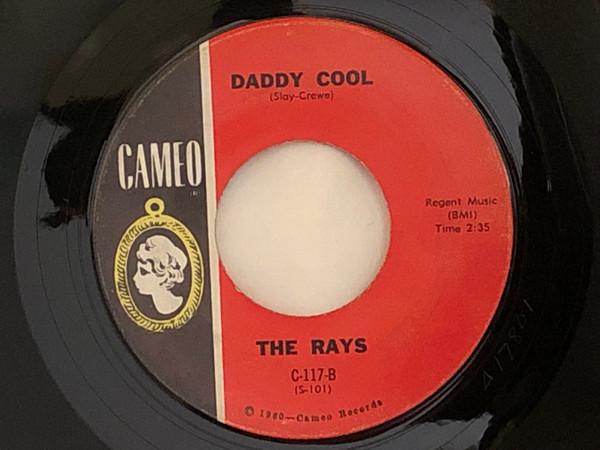 DADDY COOL
(Slay-Crewe)
CAMEO
Regent Music
(BMI)
Time 2:35
THE RAYS
C-117-B
(S-101)
© 1960—Cameo Records